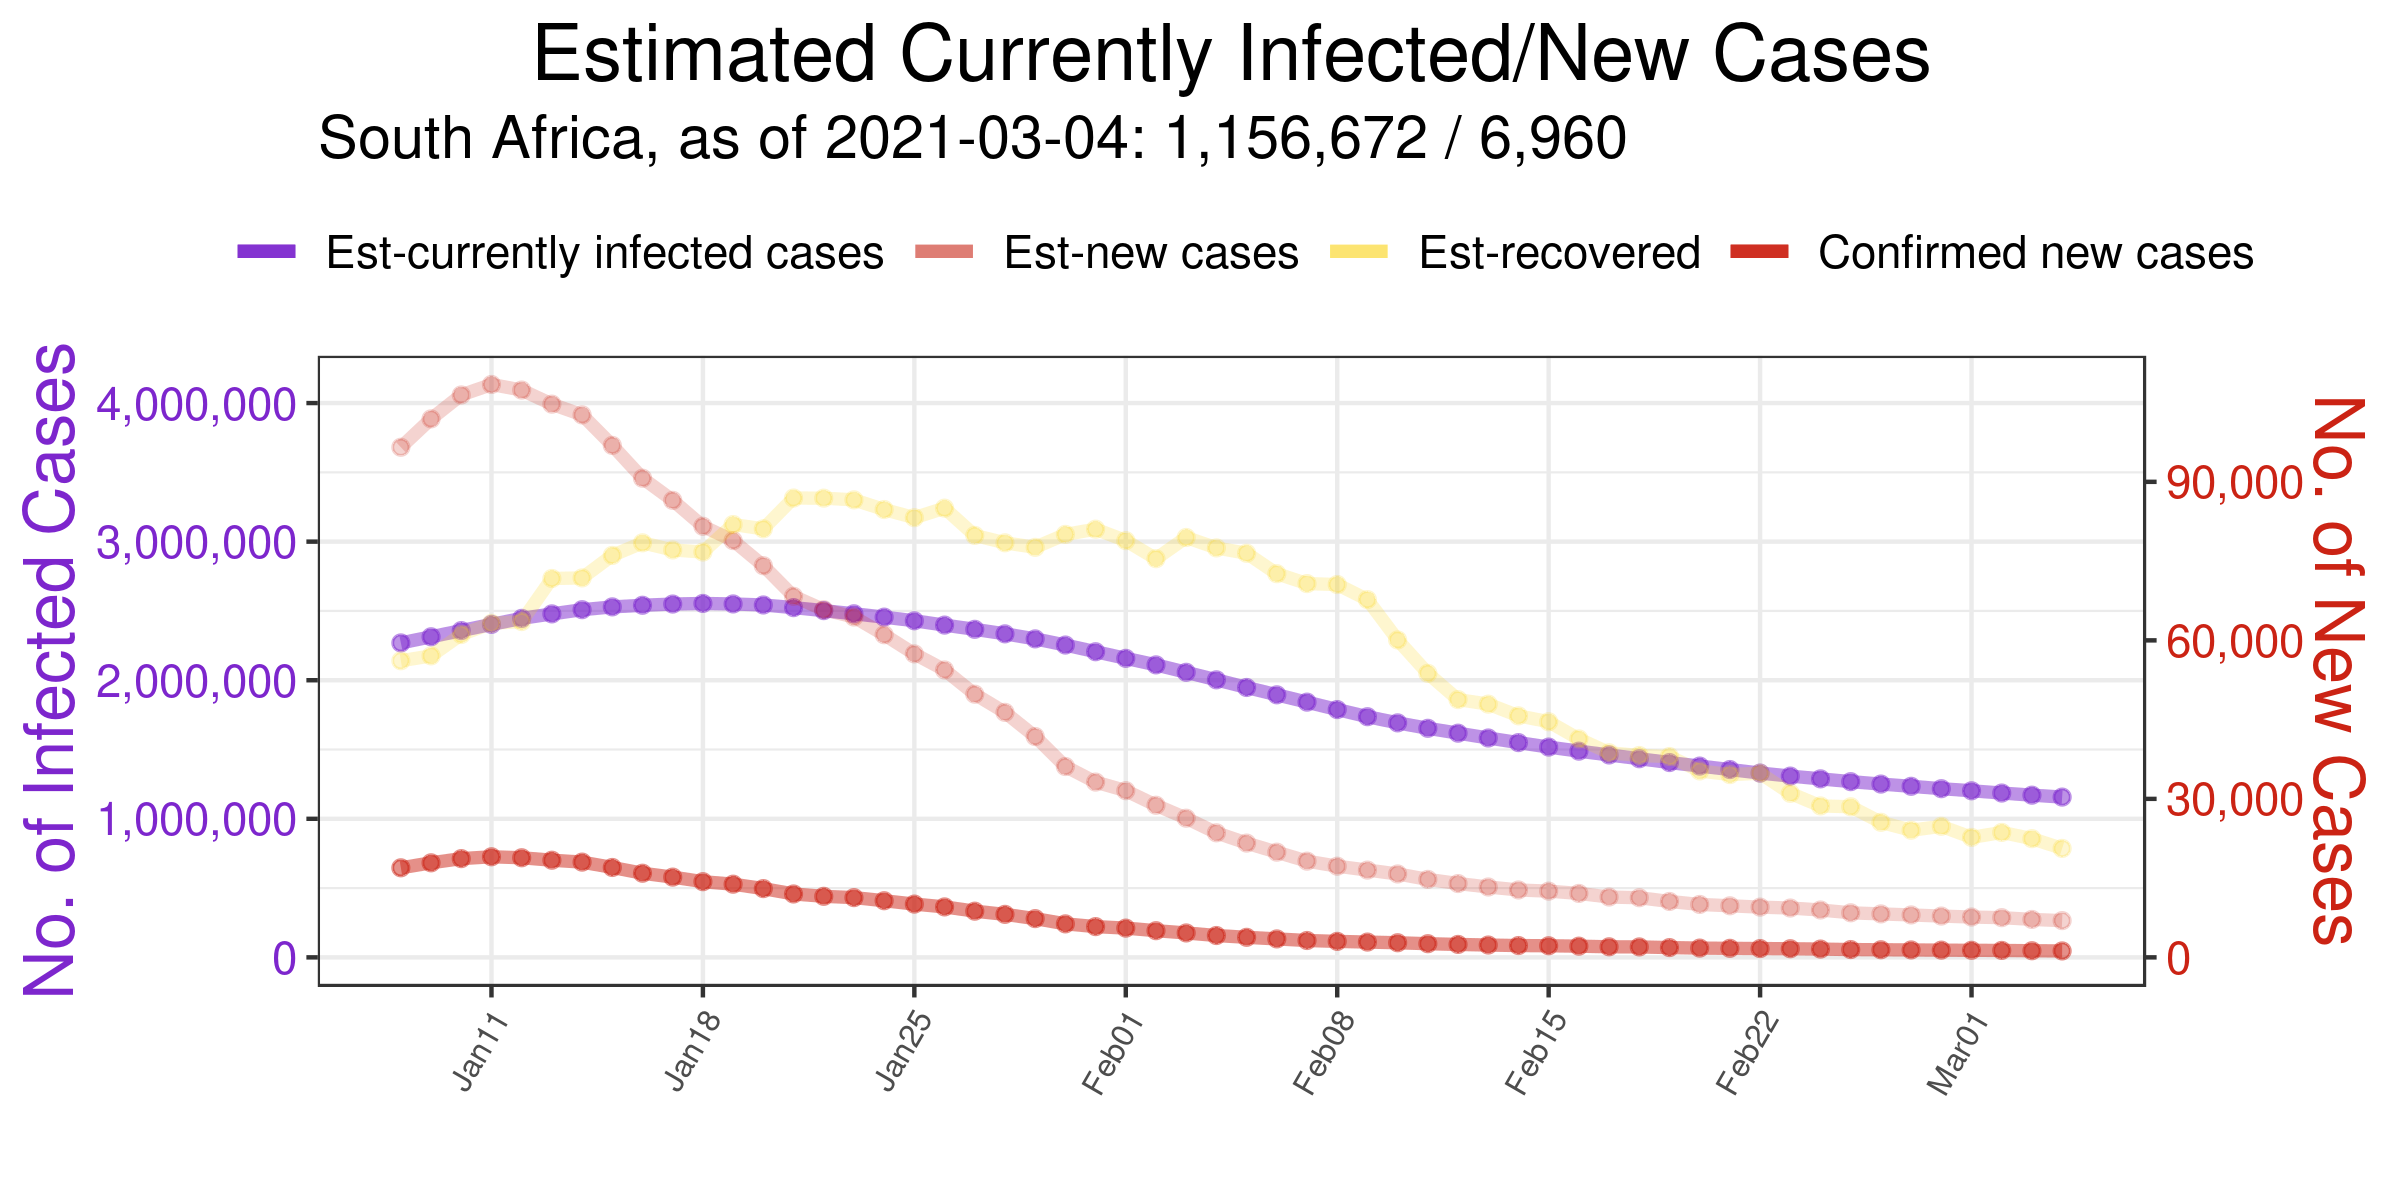 Estimated Currently Infected/New Cases
South Africa, as of 2021-03-04: 1,156,672 / 6,960
Est-currently infected cases Est-new cases Est-recovered Confirmed new cases
No. of Infected Cases
4,000,000
3,000,000
2,000,000
1,000,000
0
90,000
60,000
30,000
0
No. of New Cases
Jan11 Jan18 Jan25 Feb01 Feb08 Feb15 Feb22 Mar01